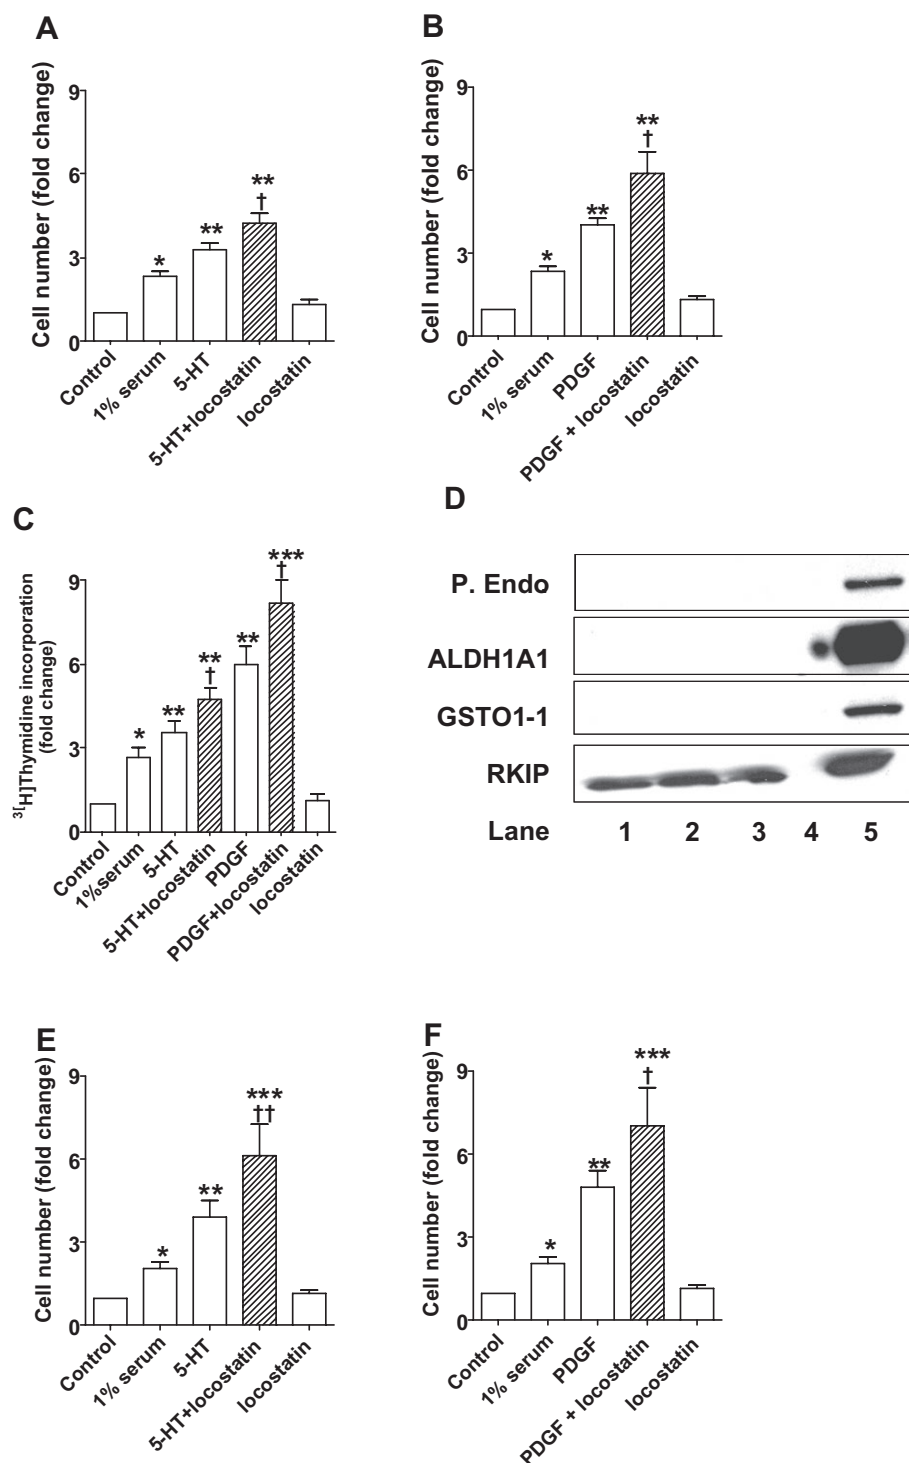 A
Cell number (fold change)
9
6
3
0
*
**
**
†
Control
1% serum
5-HT
5-HT+locostatin
locostatin
B
Cell number (fold change)
9
6
3
0
*
**
**
†
Control
1% serum
PDGF
PDGF + locostatin
locostatin
C
³[H]Thymidine incorporation
(fold change)
9
6
3
0
*
**
**
†
**
***
†
Control
1%serum
5-HT
5-HT+locostatin
PDGF
PDGF+locostatin
locostatin
D
P. Endo.
ALDH1A1
GSTO1-1
RKIP
Lane 1 2 3 4 5
E
Cell number (fold change)
9
6
3
0
*
**
***
††
Control
1% serum
5-HT
5-HT+locostatin
locostatin
F
Cell number (fold change)
9
6
3
0
*
**
***
†
Control
1% serum
PDGF
PDGF + locostatin
locostatin